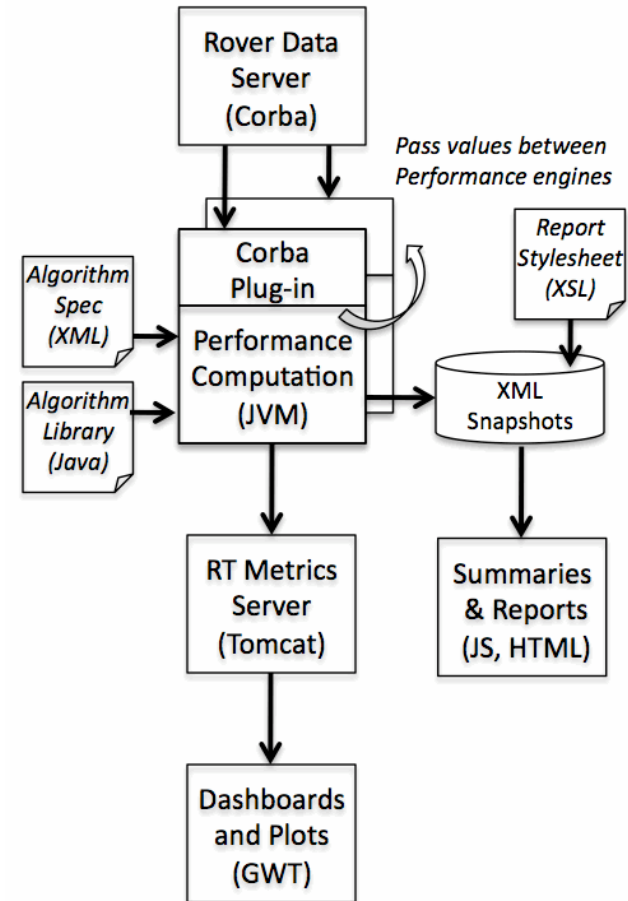 Rover Data
Server
(Corba)
Pass values between
Performance engines
Corba
Plug-in
Report
Stylesheet
(XSL)
Algorithm
Spec
(XML)
Performance
Computation
(JVM)
Algorithm
Library
(Java)
XML
Snapshots
RT Metrics
Server
(Tomcat)
Summaries
& Reports
(JS, HTML)
Dashboards
and Plots
(GWT)